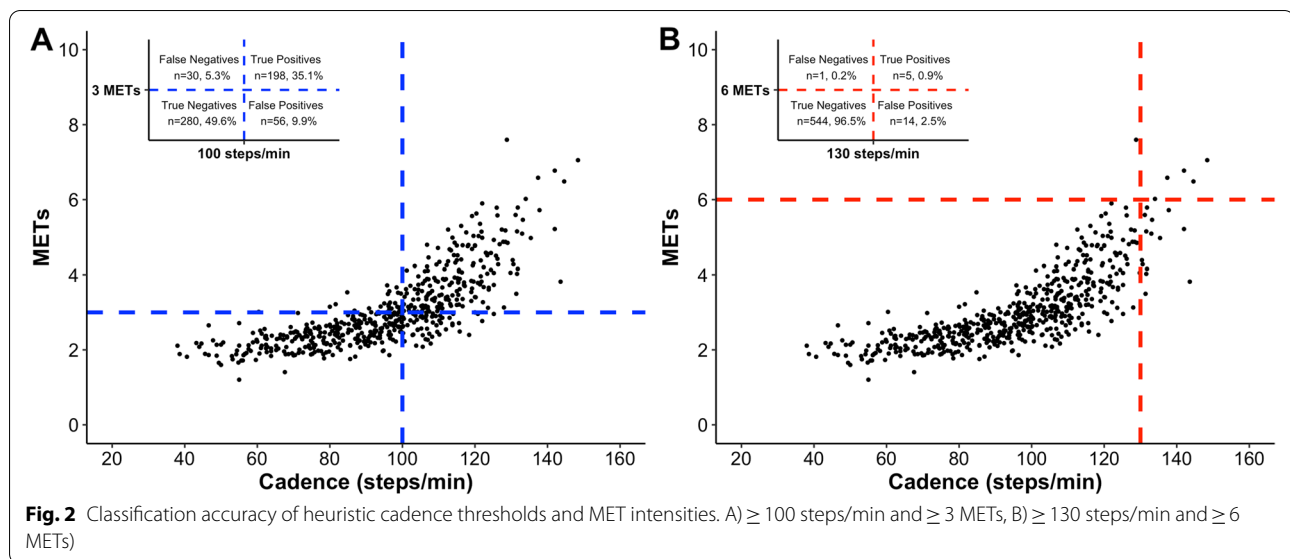 A
B
False Negatives
n=30, 5.3%
True Positives
n=198, 35.1%
3 METs
True Negatives
n=280, 49.6%
False Positives
n=56, 9.9%
100 steps/min
False Negatives
n=1, 0.2%
True Positives
n=5, 0.9%
6 METs
True Negatives
n=544, 96.5%
False Positives
n=14, 2.5%
130 steps/min
10
8
6
4
2
0
METs
20 40 60 80 100 120 140 160
Cadence (steps/min)
10
8
6
4
2
0
METs
20 40 60 80 100 120 140 160
Cadence (steps/min)
Fig. 2 Classification accuracy of heuristic cadence thresholds and MET intensities. A) ≥ 100 steps/min and ≥ 3 METs, B) ≥ 130 steps/min and ≥ 6
METs)